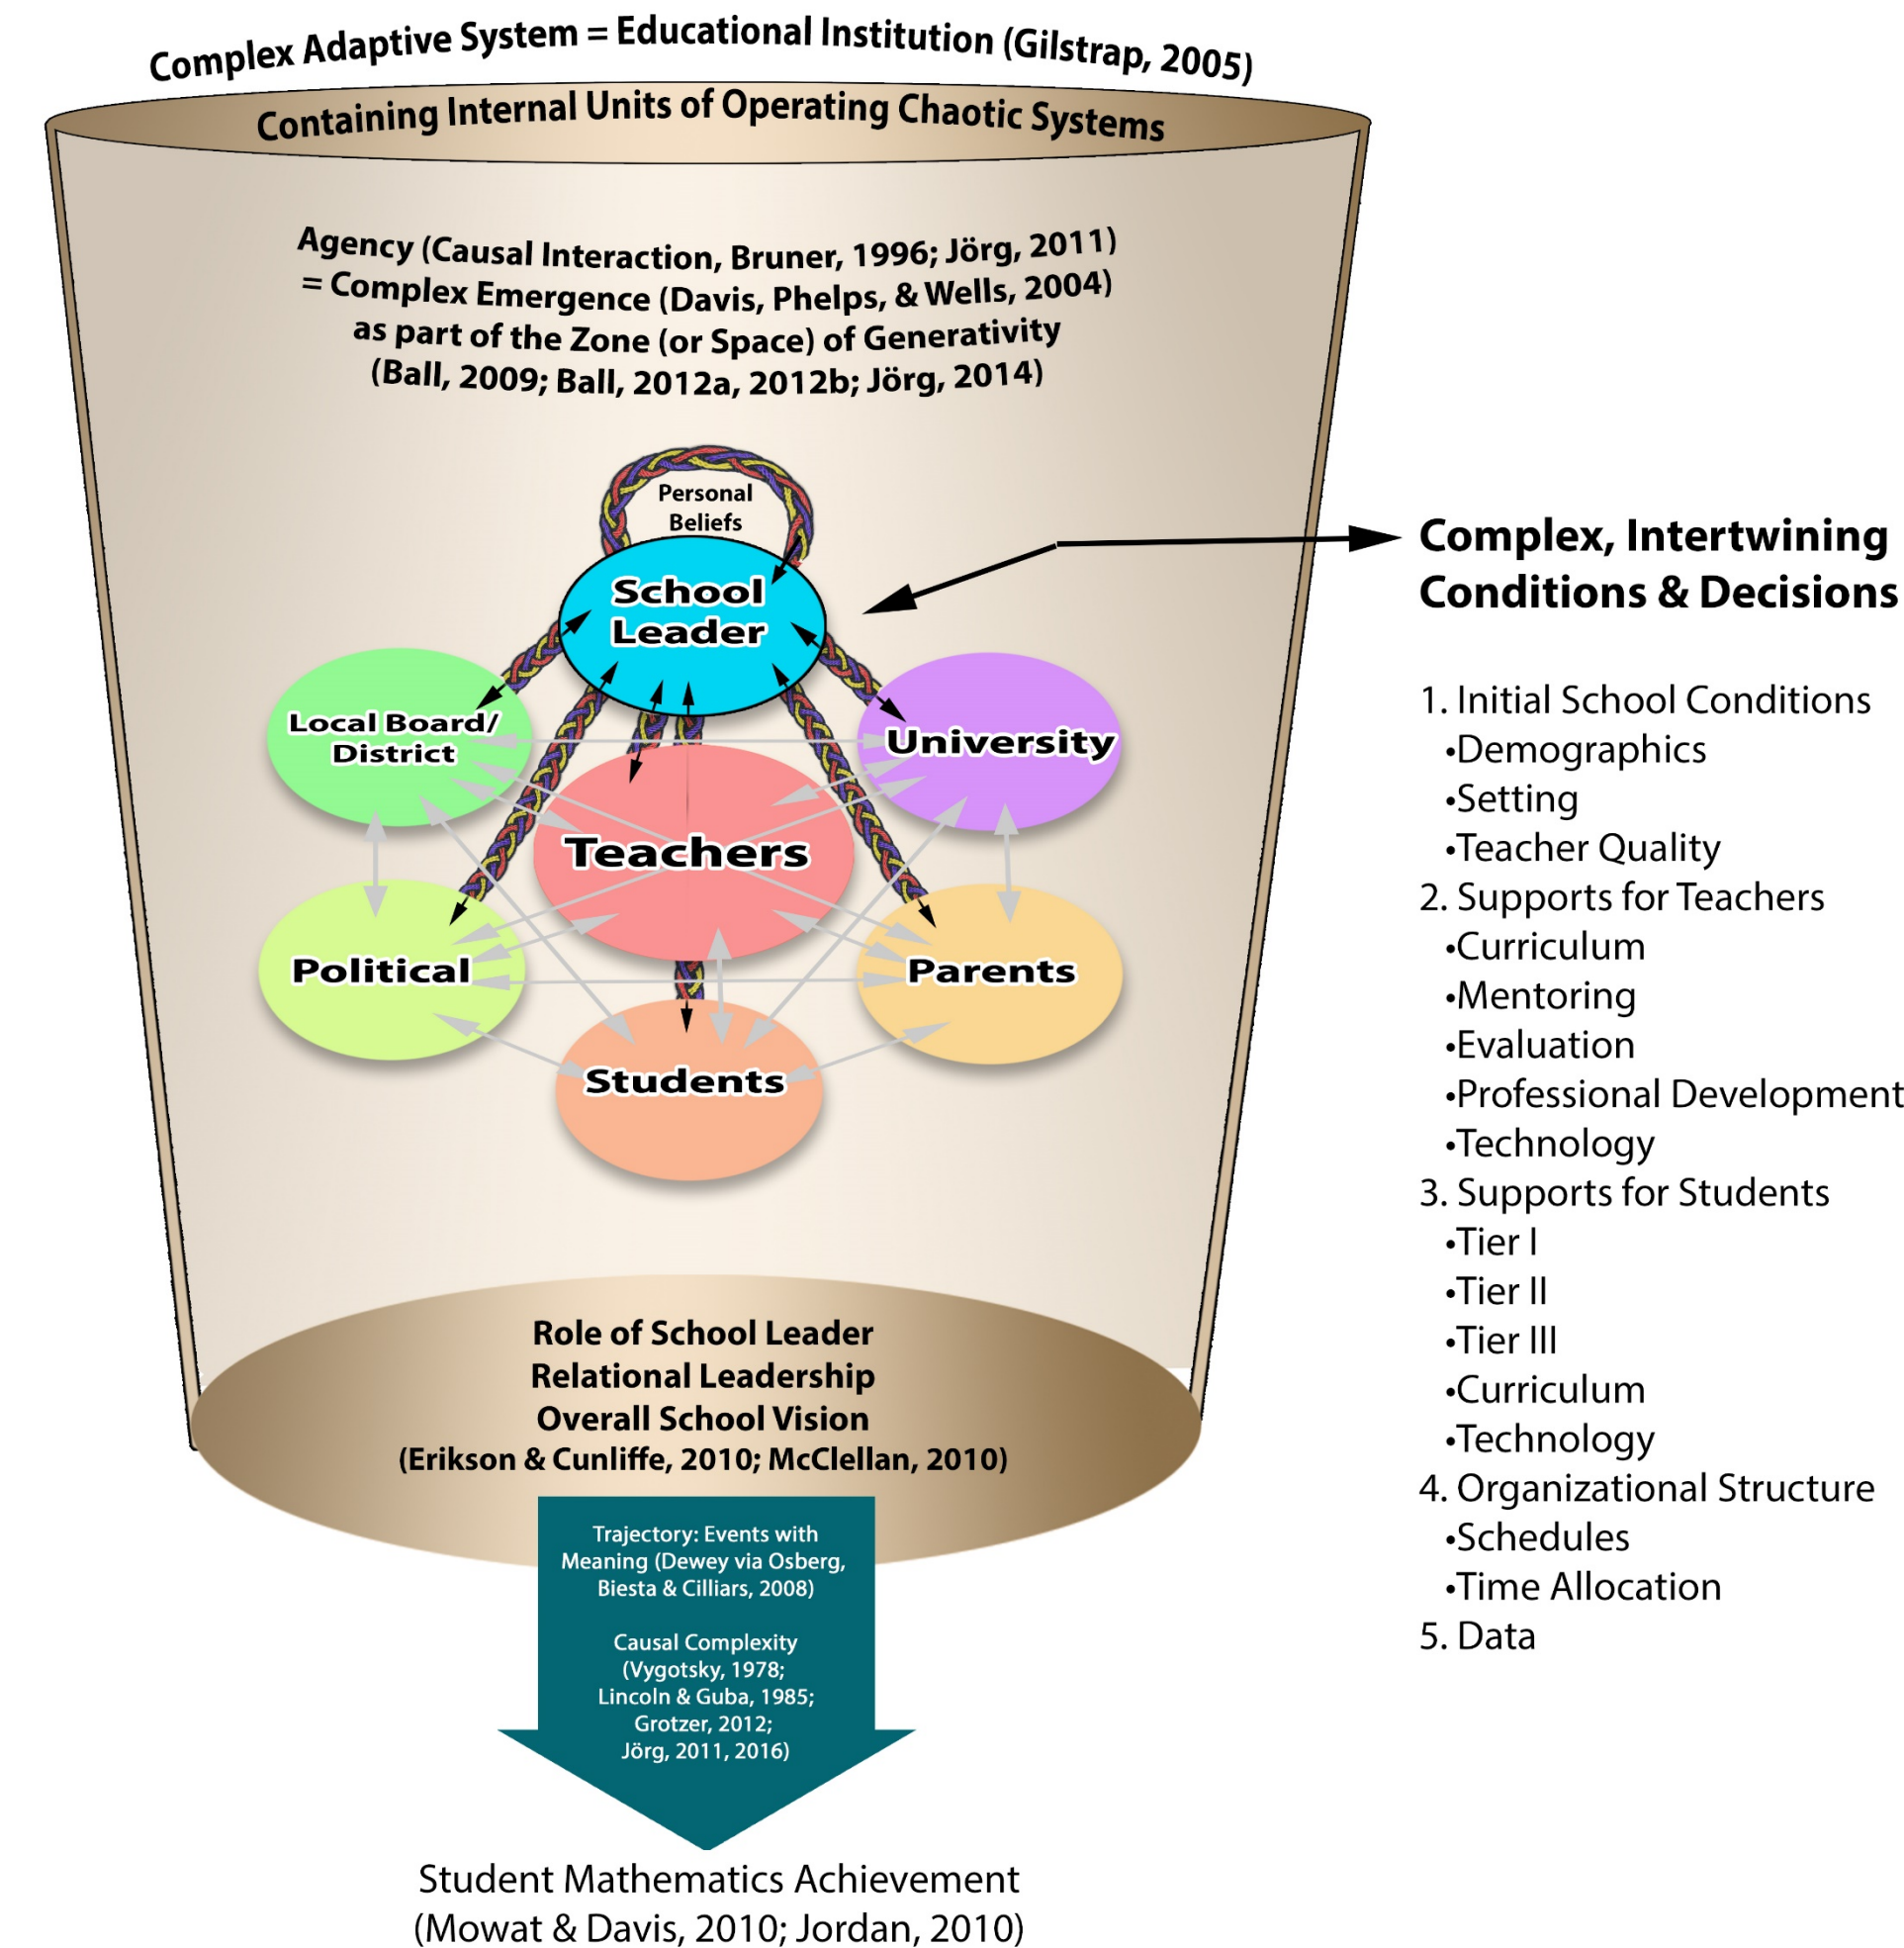 Complex Adaptive System = Educational Institution (Gilstrap, 2005)
Containing Internal Units of Operating Chaotic Systems
Agency (Causal Interaction, Bruner, 1996; Jörg, 2011)
= Complex Emergence (Davis, Phelps, & Wells, 2004)
as part of the Zone (or Space) of Generativity
(Ball, 2009; Ball, 2012a, 2012b; Jörg, 2014)
Personal
Beliefs
School
Leader
Local Board/
District
University
Teachers
Political
Parents
Students
Role of School Leader
Relational Leadership
Overall School Vision
(Erikson & Cunliffe, 2010; McClellan, 2010)
Trajectory: Events with
Meaning (Dewey via Osberg,
Biesta & Cilliars, 2008)
Causal Complexity
(Vygotsky, 1978;
Lincoln & Guba, 1985;
Grotzer, 2012;
Jörg, 2011, 2016)
Student Mathematics Achievement
(Mowat & Davis, 2010; Jordan, 2010)
Complex, Intertwining
Conditions & Decisions
1. Initial School Conditions
•Demographics
•Setting
•Teacher Quality
2. Supports for Teachers
•Curriculum
•Mentoring
•Evaluation
•Professional Development
•Technology
3. Supports for Students
•Tier I
•Tier II
•Tier III
•Curriculum
•Technology
4. Organizational Structure
•Schedules
•Time Allocation
5. Data